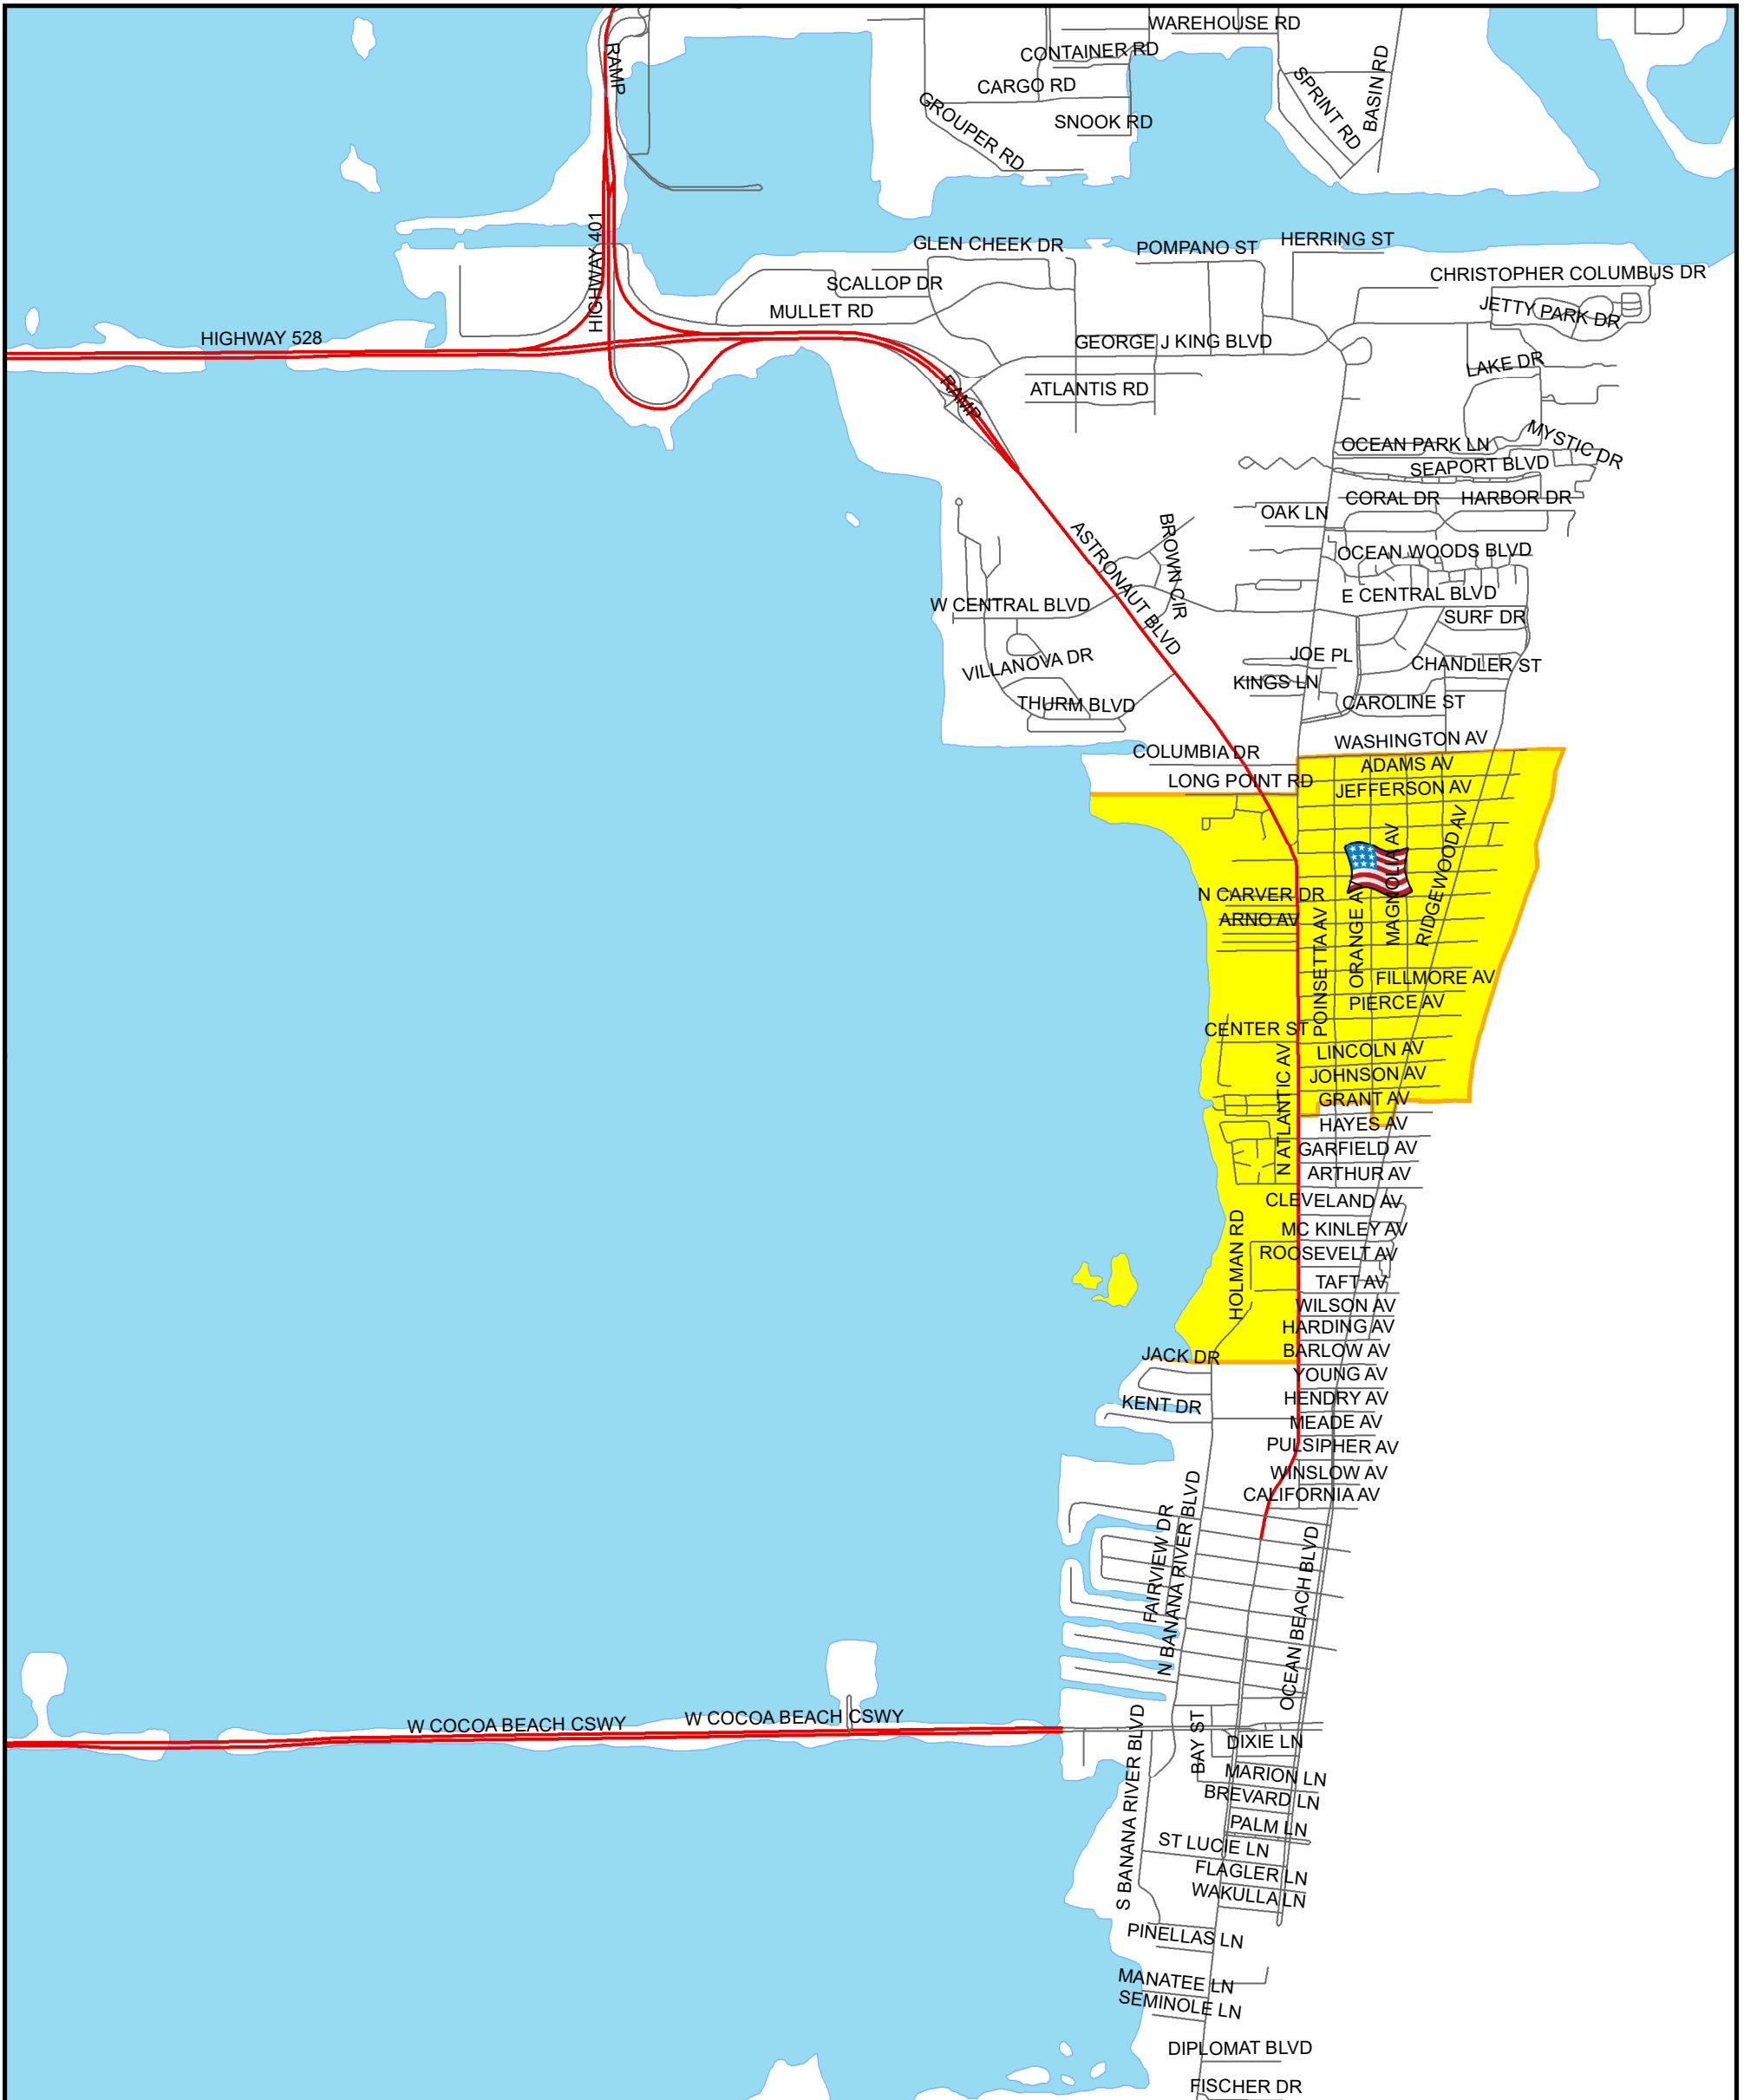 WAREHOUSE RD
CONTAINER RD
RAMP
CARGO RD
SPRINT RD
BASIN RD
GROUPER RD
SNOOK RD
HIGHWAY 401
GLEN CHEEK DR
POMPANO ST
HERRING ST
CHRISTOPHER COLUMBUS DR
SCALLOP DR
MULLET RD
JETTY PARK DR
HIGHWAY 528
GEORGE J KING BLVD
LAKE DR
RAMP
ATLANTIS RD
OCEAN PARK LN
MYSTIC DR
SEAPORT BLVD
CORAL DR
HARBOR DR
OAK LN
ASTRONAUT BLVD
BROWN CIR
OCEAN WOODS BLVD
W CENTRAL BLVD
E CENTRAL BLVD
SURF DR
VILLANOVA DR
JOE PL
CHANDLER ST
KINGS LN
THURM BLVD
CAROLINE ST
COLUMBIA DR
WASHINGTON AV
ADAMS AV
LONG POINT RD
JEFFERSON AV
MAGNOLIA AV
RIDGEWOOD AV
N CARVER DR
ARNO AV
POINSETTA AV
ORANGE AV
FILLMORE AV
PIERCE AV
CENTER ST
LINCOLN AV
JOHNSON AV
N ATLANTIC AV
GRANT AV
HAYES AV
GARFIELD AV
ARTHUR AV
CLEVELAND AV
HOLMAN RD
MC KINLEY AV
ROOSEVELT AV
TAFT AV
WILSON AV
HARDING AV
JACK DR
BARLOW AV
YOUNG AV
KENT DR
HENDRY AV
MEADE AV
PULSIPHER AV
WINSLOW AV
CALIFORNIA AV
FAIRVIEW DR
N BANANA RIVER BLVD
OCEAN BEACH BLVD
W COCOA BEACH CSWY
W COCOA BEACH CSWY
S BANANA RIVER BLVD
BAY ST
DIXIE LN
MARION LN
BREVARD LN
PALM LN
ST LUCIE LN
FLAGLER LN
WAKULLA LN
PINELLAS LN
MANATEE LN
SEMINOLE LN
DIPLOMAT BLVD
FISCHER DR